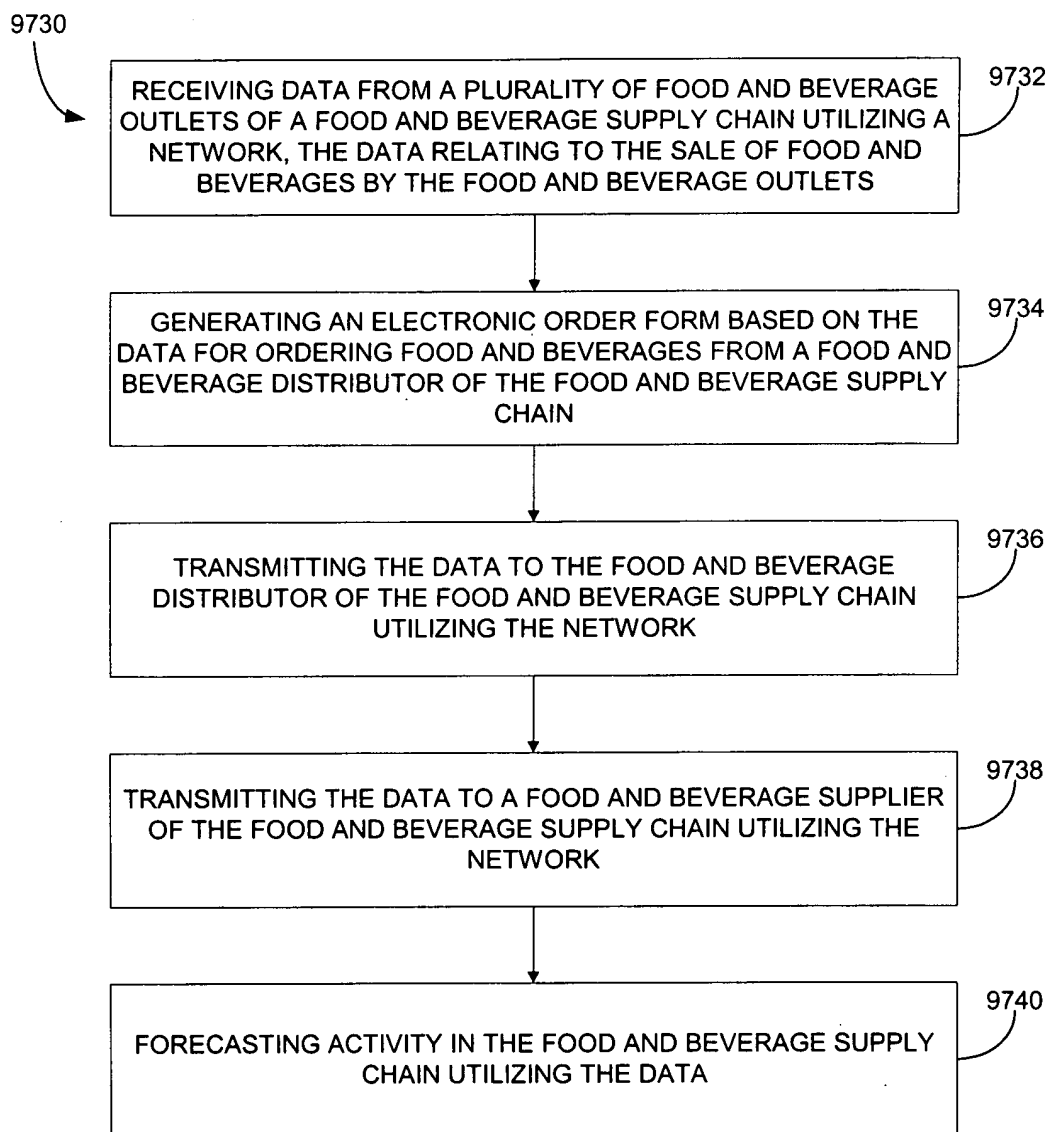 9730
9732
RECEIVING DATA FROM A PLURALITY OF FOOD AND BEVERAGE
OUTLETS OF A FOOD AND BEVERAGE SUPPLY CHAIN UTILIZING A
NETWORK, THE DATA RELATING TO THE SALE OF FOOD AND
BEVERAGES BY THE FOOD AND BEVERAGE OUTLETS
9734
GENERATING AN ELECTRONIC ORDER FORM BASED ON THE
DATA FOR ORDERING FOOD AND BEVERAGES FROM A FOOD AND
BEVERAGE DISTRIBUTOR OF THE FOOD AND BEVERAGE SUPPLY
CHAIN
9736
TRANSMITTING THE DATA TO THE FOOD AND BEVERAGE
DISTRIBUTOR OF THE FOOD AND BEVERAGE SUPPLY CHAIN
UTILIZING THE NETWORK
9738
TRANSMITTING THE DATA TO A FOOD AND BEVERAGE SUPPLIER
OF THE FOOD AND BEVERAGE SUPPLY CHAIN UTILIZING THE
NETWORK
9740
FORECASTING ACTIVITY IN THE FOOD AND BEVERAGE SUPPLY
CHAIN UTILIZING THE DATA